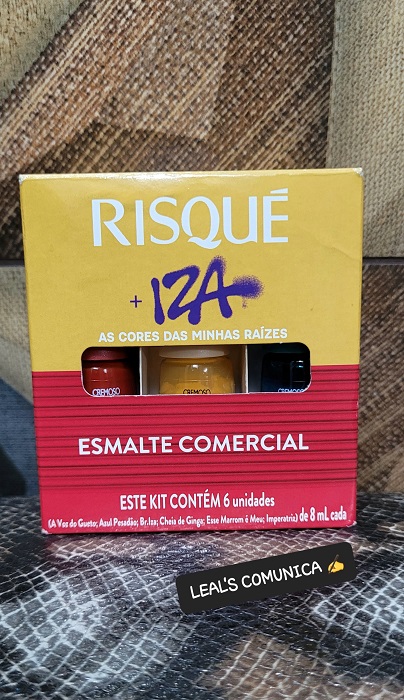 RISQUÉ
+ IZA
AS CORES DAS MINHAS RAÍZES
CREMOSO CREMOSO CREMOSO
ESMALTE COMERCIAL
ESTE KIT CONTÉM 6 unidades
(A Vss do Gueto; Azul Pesadão; Br.Iza; Cheia de Ginga; Esse Marrom é Meu; Imperatriz) de 8 mL cada
LEAL'S COMUNICA ✍